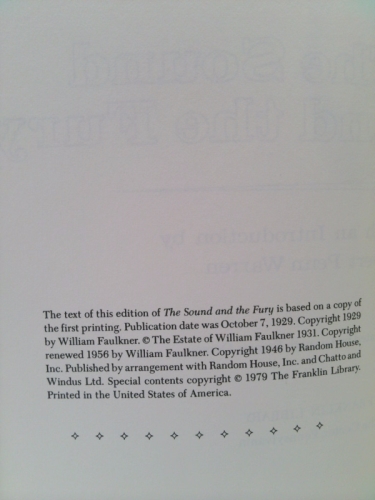 The text of this edition of The Sound and the Fury is based on a copy of
the first printing. Publication date was October 7, 1929. Copyright 1929
by William Faulkner. © The Estate of William Faulkner 1931. Copyright
renewed 1956 by William Faulkner. Copyright 1946 by Random House,
Inc. Published by arrangement with Random House, Inc. and Chatto and
Windus Ltd. Special contents copyright © 1979 The Franklin Library.
Printed in the United States of America.